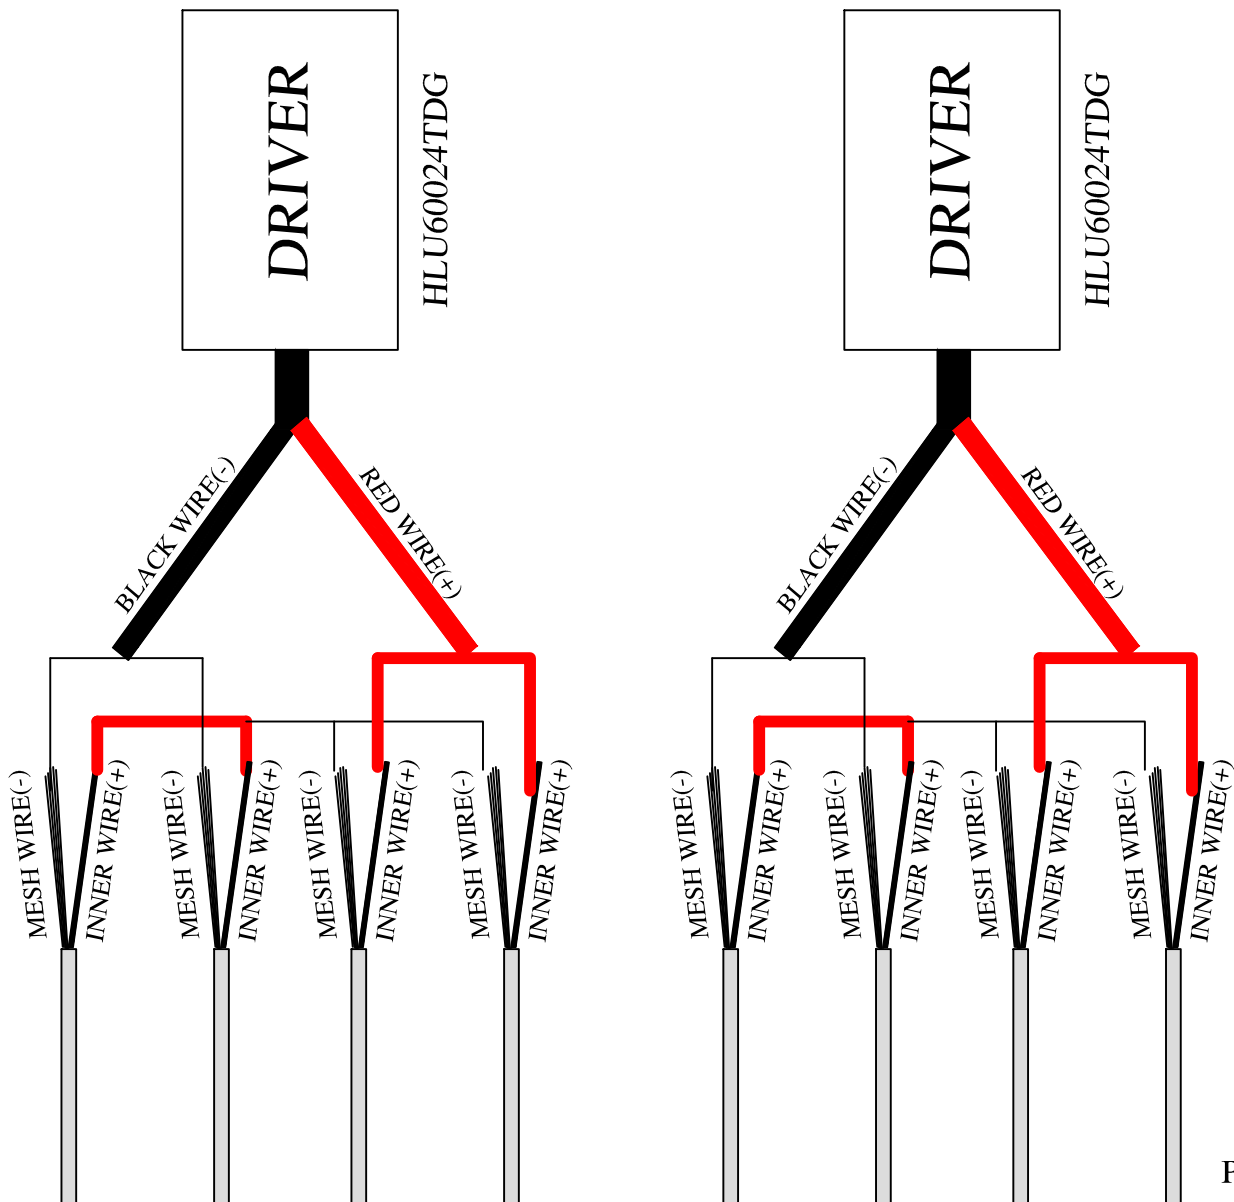 DRIVER
HLU60024TDG
BLACK WIRE(-)
RED WIRE(+)
MESH WIRE(-)
INNER WIRE(+)
MESH WIRE(-)
INNER WIRE(+)
MESH WIRE(-)
INNER WIRE(+)
MESH WIRE(-)
INNER WIRE(+)
DRIVER
HLU60024TDG
BLACK WIRE(-)
RED WIRE(+)
MESH WIRE(-)
INNER WIRE(+)
MESH WIRE(-)
INNER WIRE(+)
MESH WIRE(-)
INNER WIRE(+)
MESH WIRE(-)
INNER WIRE(+)